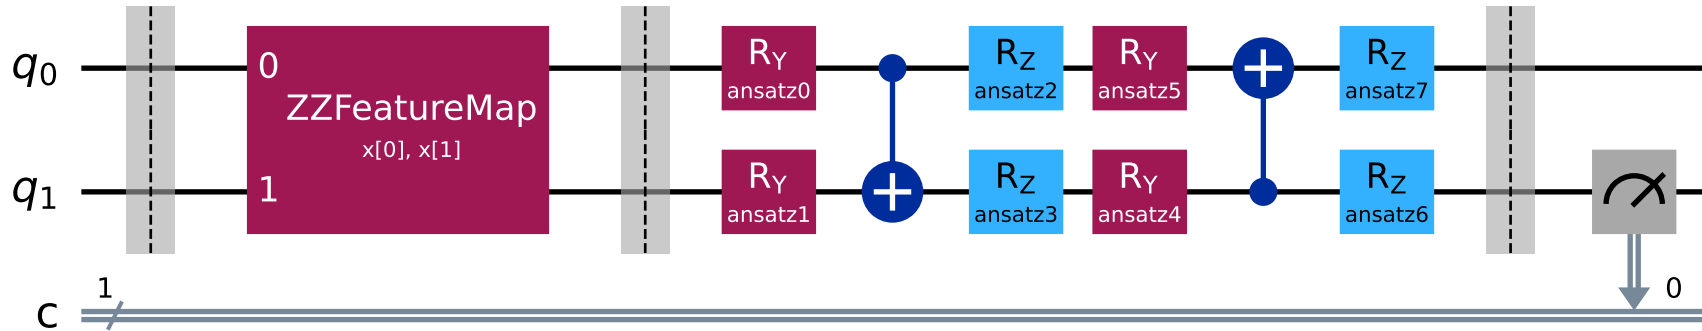 q0
0
ZZFeatureMap
x[0], x[1]
1
RY
ansatz0
RZ
ansatz2
RY
ansatz5
RZ
ansatz7
q1
RY
ansatz1
RZ
ansatz3
RY
ansatz4
RZ
ansatz6
c
1
0